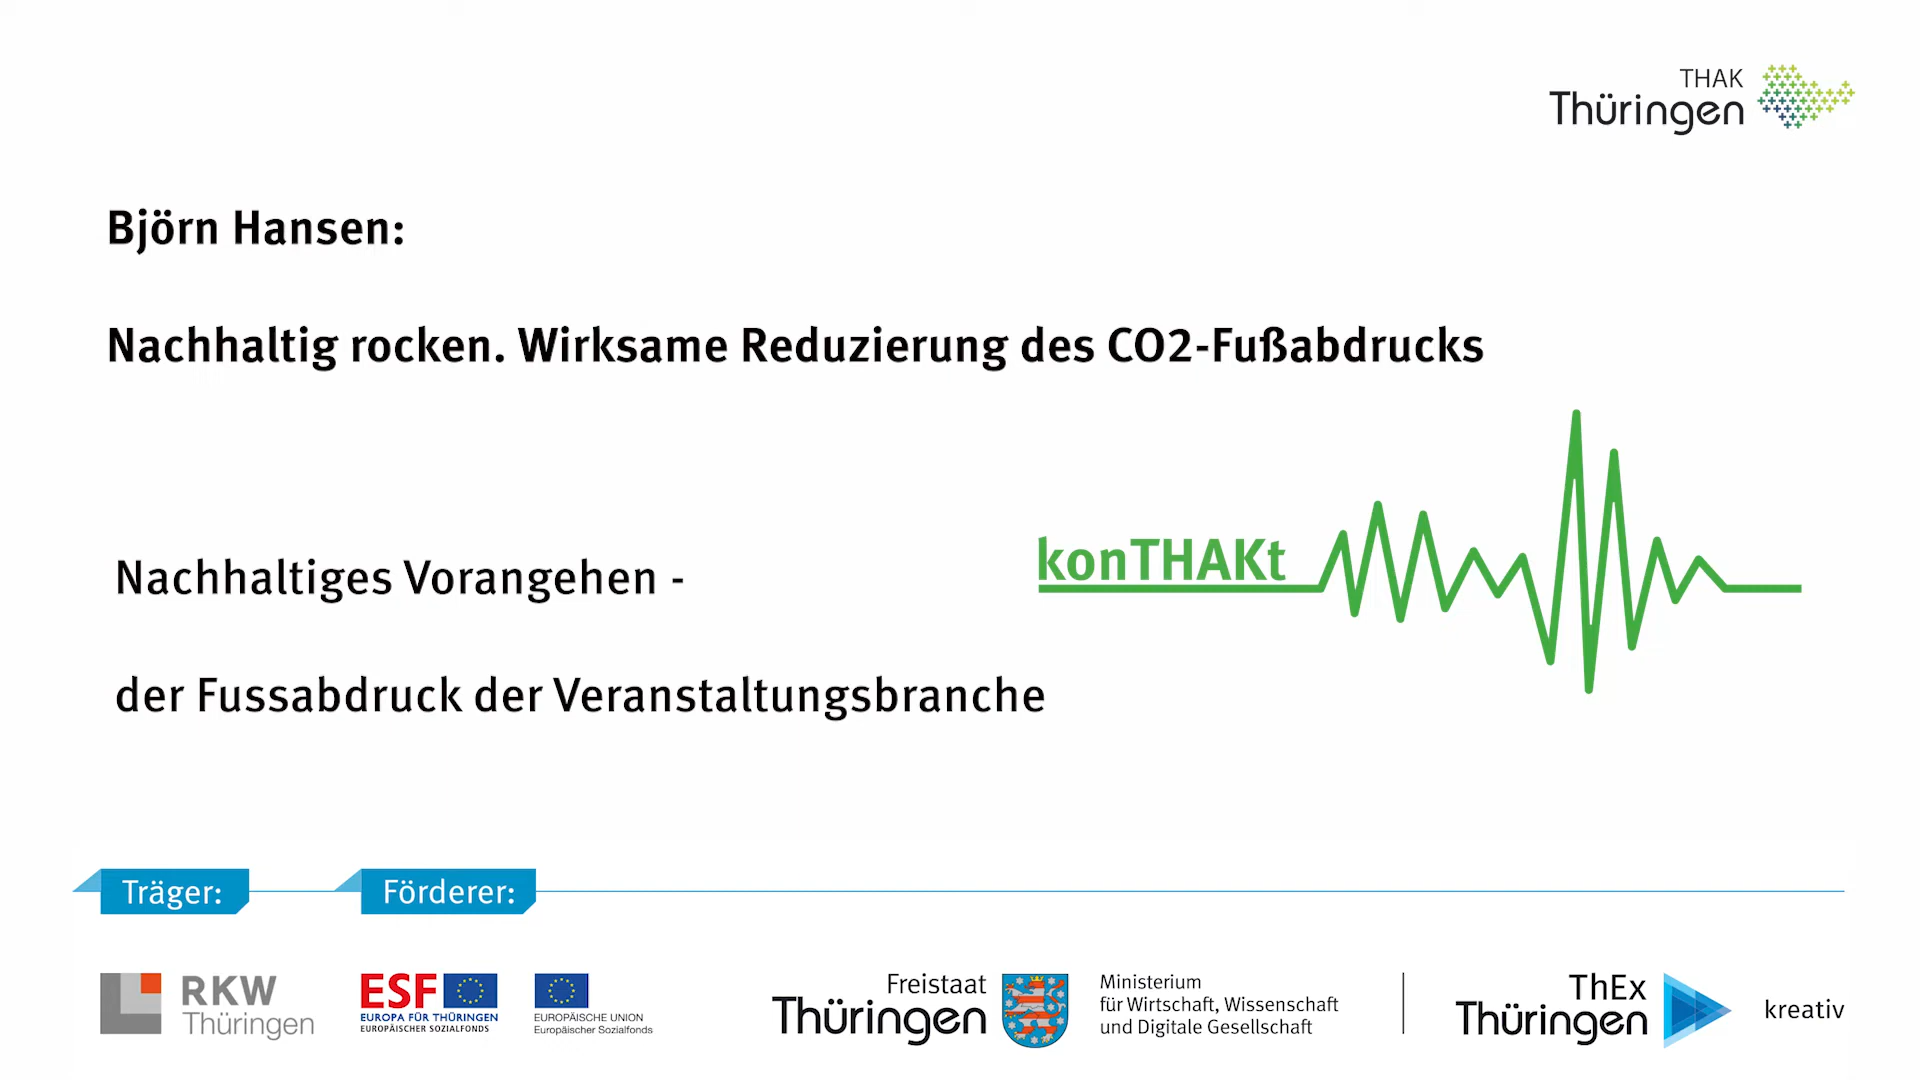 THAK
Thüringen
Björn Hansen:
Nachhaltig rocken. Wirksame Reduzierung des CO2-Fußabdrucks
konTHAKt
Nachhaltiges Vorangehen -
der Fussabdruck der Veranstaltungsbranche
Träger:
Förderer:
RKW
Thüringen
ESF
EUROPA FÜR THÜRINGEN
EUROPÄISCHER SOZIALFONDS
EUROPÄISCHE UNION
Europäischer Sozialfonds
Freistaat
Thüringen
Ministerium
für Wirtschaft, Wissenschaft
und Digitale Gesellschaft
ThEx
Thüringen
kreativ